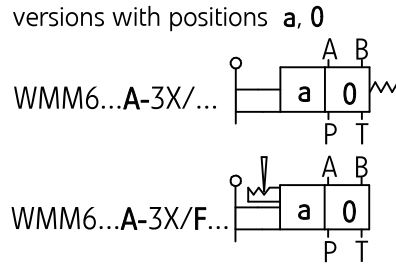 versions with positions a, 0
A B
WMM6...A-3X/... a 0
P T
A B
WMM6...A-3X/F... a 0
P T